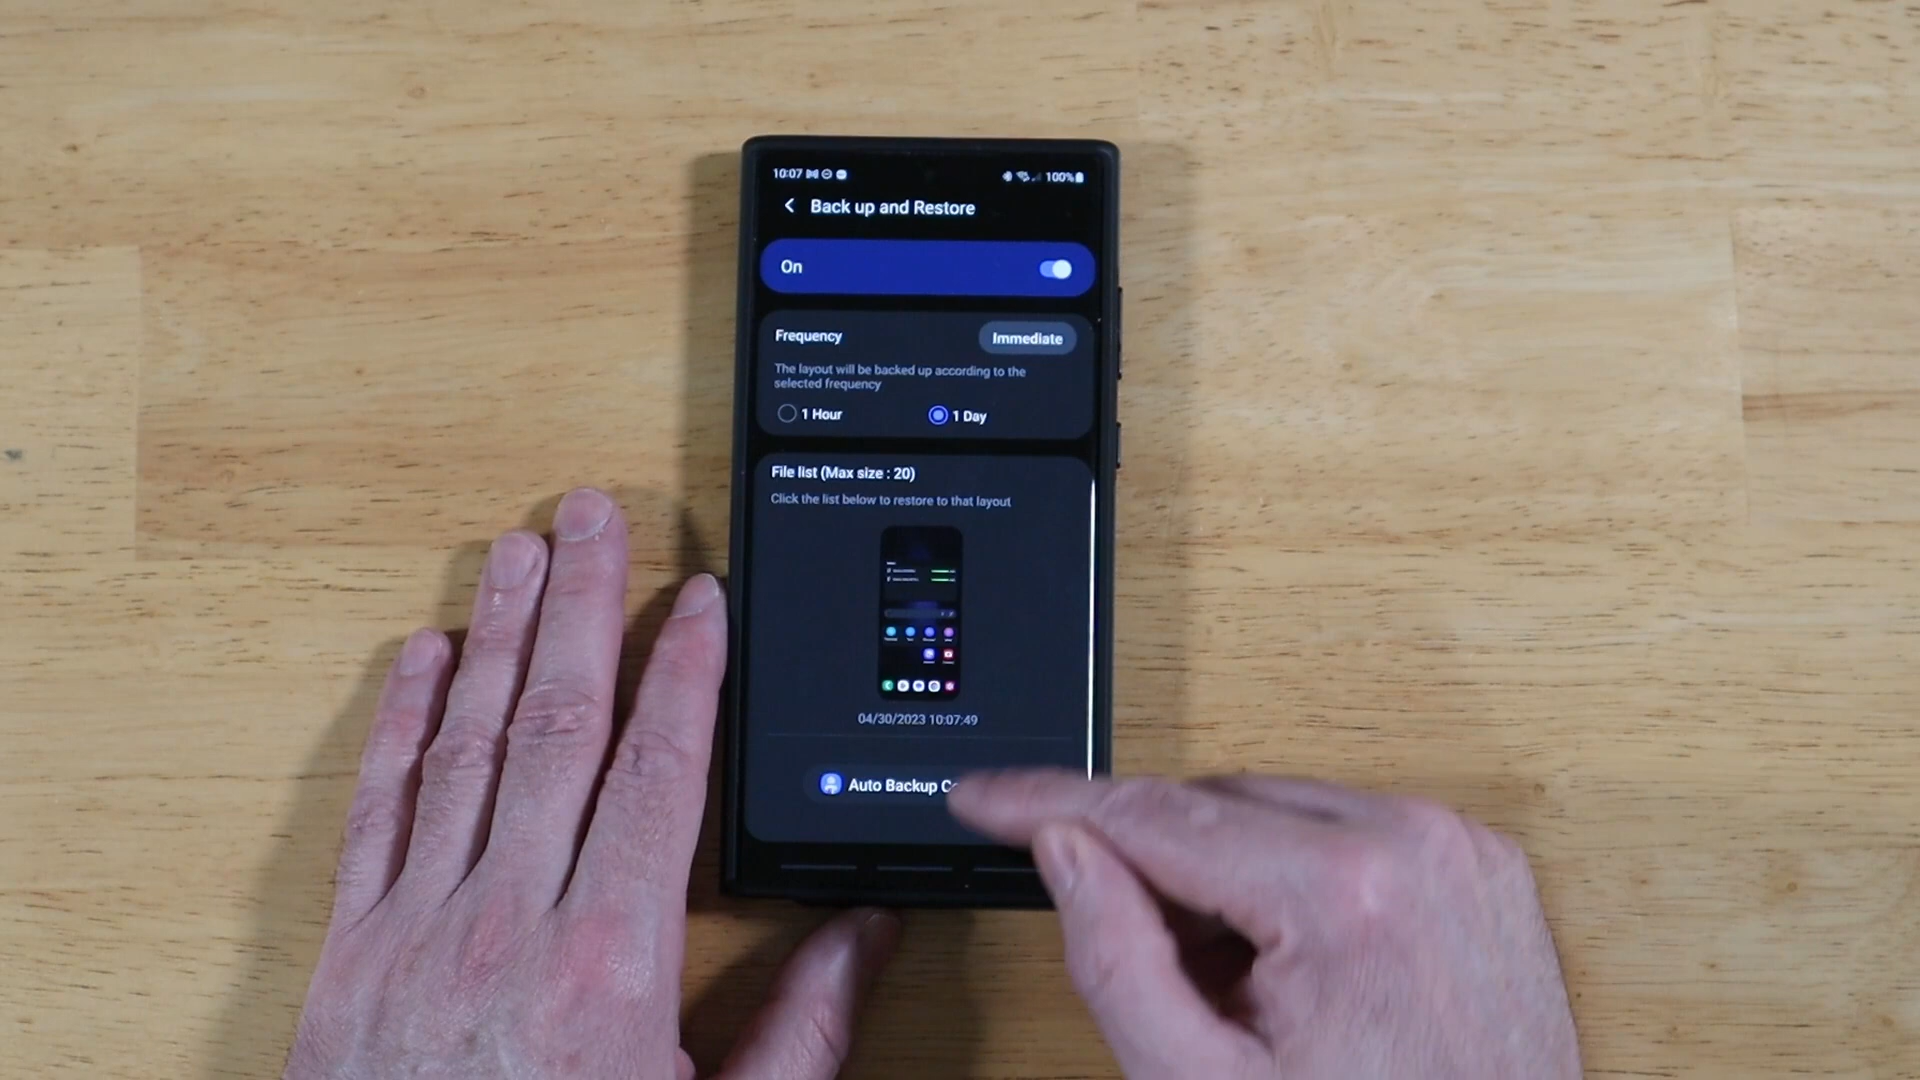 10:07
100%
Back up and Restore
On
Frequency
Immediate
The layout will be backed up according to the
selected frequency
1 Hour
1 Day
File list (Max size : 20)
Click the list below to restore to that layout
04/30/2023 10:07:49
Auto Backup